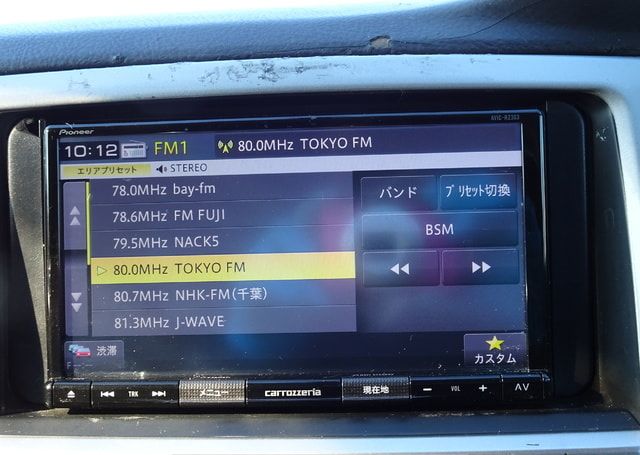 Pioneer
AVIC-RZ303
10:12 FM1 80.0MHz TOKYO FM
エリアプリセット STEREO
78.0MHz bay-fm
78.6MHz FM FUJI
79.5MHz NACK5
80.0MHz TOKYO FM
80.7MHz NHK-FM(千葉)
81.3MHz J-WAVE
バンド
プリセット切換
BSM
渋滞
カスタム
TRK
メニュー
carrozzeria
現在地
− VOL +
AV